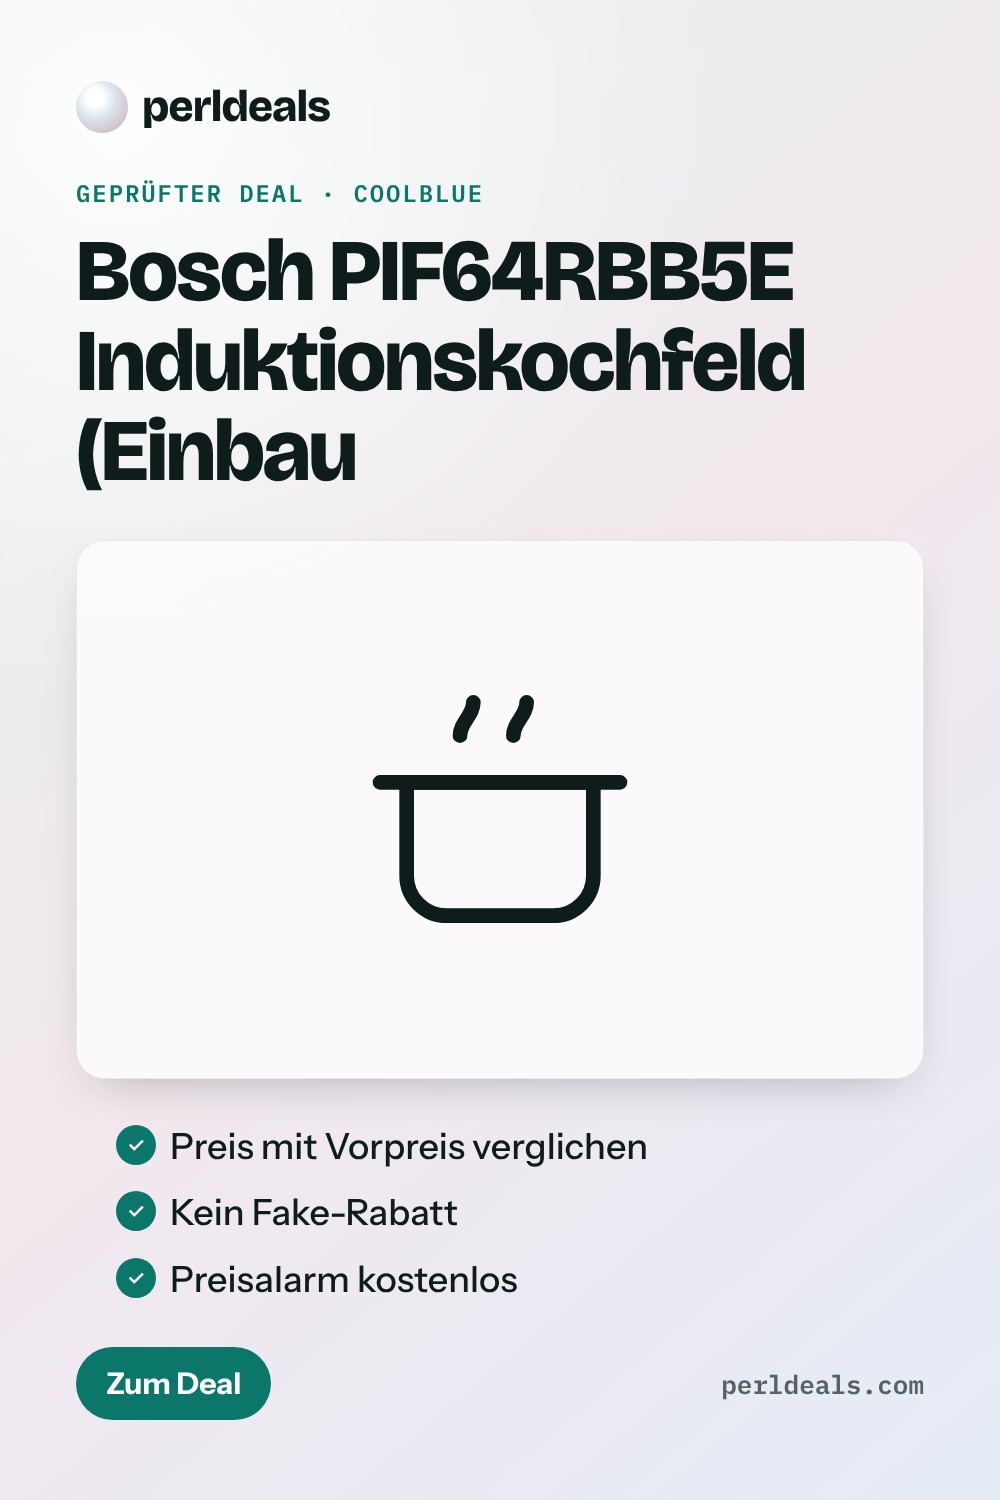 perldeals
GEPRÜFTER DEAL · COOLBLUE
Bosch PIF64RBB5E
Induktionskochfeld
(Einbau
Preis mit Vorpreis verglichen
Kein Fake-Rabatt
Preisalarm kostenlos
Zum Deal
perldeals.com